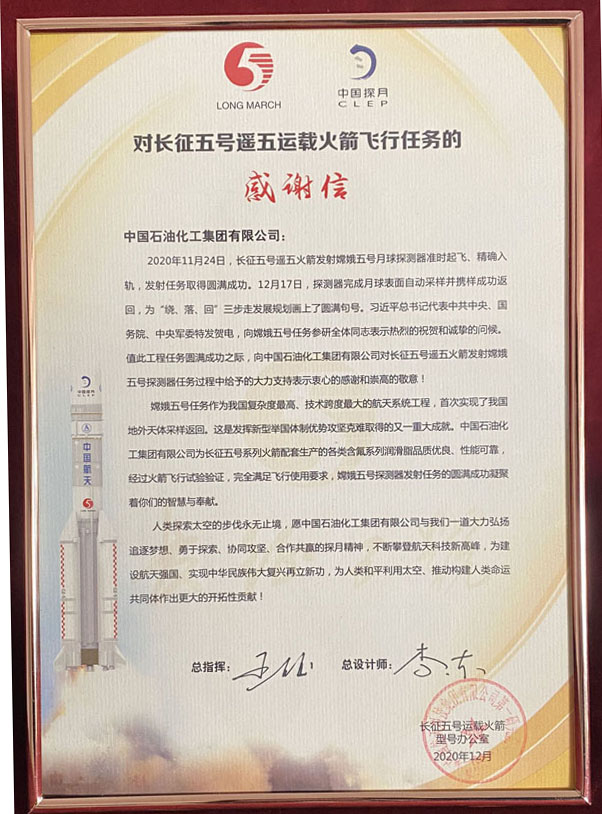 LONG MARCH
中国探月
CLEP
对长征五号遥五运载火箭飞行任务的
感谢信
中国石油化工集团有限公司：
2020年11月24日，长征五号遥五火箭发射嫦娥五号月球探测器准时起飞、精确入
轨，发射任务取得圆满成功。12月17日，探测器完成月球表面自动采样并携样成功返
回，为“绕、落、回”三步走发展规划画上了圆满句号。习近平总书记代表中共中央、国
务院、中央军委特发贺电，向嫦娥五号任务参研全体同志表示热烈的祝贺和诚挚的问候。
值此工程任务圆满成功之际，向中国石油化工集团有限公司对长征五号遥五火箭发射嫦娥
五号探测器任务过程中给予的大力支持表示衷心的感谢和崇高的敬意！
嫦娥五号任务作为我国复杂度最高、技术跨度最大的航天系统工程，首次实现了我国
地外天体采样返回。这是发挥新型举国体制优势攻坚克难取得的又一重大成就。中国石油化
工集团有限公司为长征五号系列火箭配套生产的各类含氟系列润滑脂品质优良、性能可靠，
经过火箭飞行试验验证，完全满足飞行使用要求，嫦娥五号探测器发射任务的圆满成功凝聚
着你们的智慧与奉献。
人类探索太空的步伐永无止境，愿中国石油化工集团有限公司与我们一道大力弘扬
追逐梦想、勇于探索、协同攻坚、合作共赢的探月精神，不断攀登航天科技新高峰，为建
设航天强国、实现中华民族伟大复兴再立新功，为人类和平利用太空、推动构建人类命运
共同体作出更大的开拓性贡献！
中国探月
中国航天
总指挥：
总设计师：李东
长征五号运载火箭
型号办公室
2020年12月